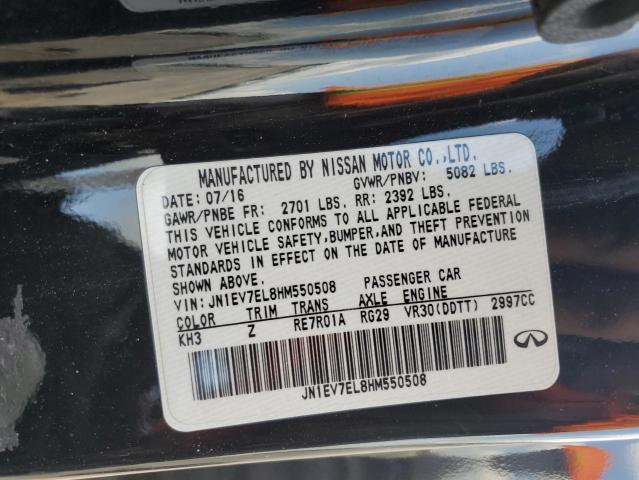 MANUFACTURED BY NISSAN MOTOR CO.,LTD.
DATE: 07/16 GVWR/PNBV: 5082 LBS.
GAWR/PNBE FR: 2701 LBS. RR: 2392 LBS.
THIS VEHICLE CONFORMS TO ALL APPLICABLE FEDERAL
MOTOR VEHICLE SAFETY,BUMPER,AND THEFT PREVENTION
STANDARDS IN EFFECT ON THE DATE OF MANUFACTURE
SHOWN ABOVE.
VIN: JN1EV7EL8HM550508 PASSENGER CAR
COLOR TRIM TRANS AXLE ENGINE
KH3 Z RE7R01A RG29 VR30(DDTT) 2997CC
JN1EV7EL8HM550508